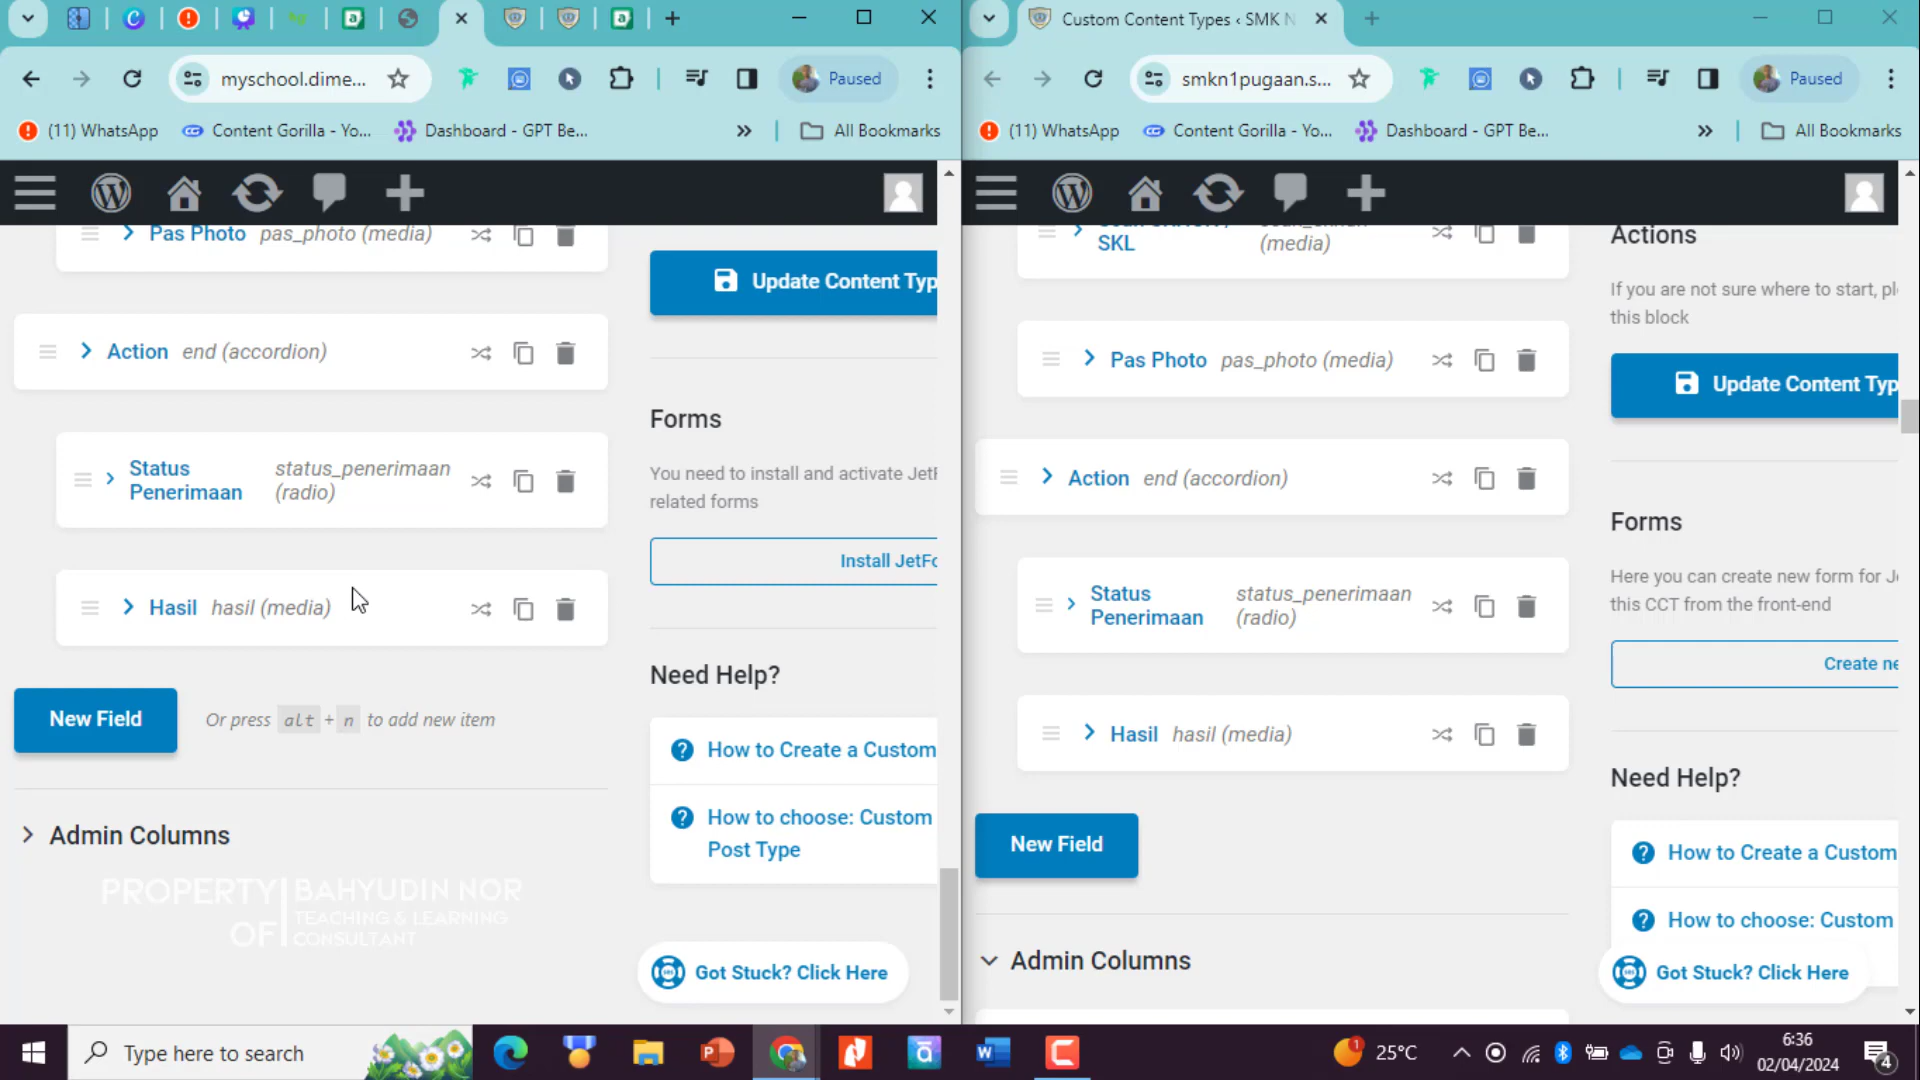 Custom Content Types ‹ SMK N
myschool.dime...
Paused
smkn1pugaan.s...
Paused
(11) WhatsApp
Content Gorilla - Yo...
Dashboard - GPT Be...
»
All Bookmarks
(11) WhatsApp
Content Gorilla - Yo...
Dashboard - GPT Be...
»
All Bookmarks
Pas Photo pas_photo (media)
Update Content Typ
Action end (accordion)
Forms
You need to install and activate JetF
related forms
Install JetFo
Status
Penerimaan
status_penerimaan
(radio)
Hasil hasil (media)
New Field
Or press alt + n to add new item
Need Help?
How to Create a Custom
How to choose: Custom
Post Type
Admin Columns
PROPERTY
OF
BAHYUDIN NOR
TEACHING & LEARNING
CONSULTANT
Got Stuck? Click Here
SKL
(media)
Actions
If you are not sure where to start, pl
this block
Pas Photo pas_photo (media)
Update Content Typ
Action end (accordion)
Forms
Here you can create new form for Je
this CCT from the front-end
Create ne
Status
Penerimaan
status_penerimaan
(radio)
Hasil hasil (media)
Need Help?
How to Create a Custom
New Field
How to choose: Custom
Admin Columns
Got Stuck? Click Here
Type here to search
25°C
6:36
02/04/2024
4